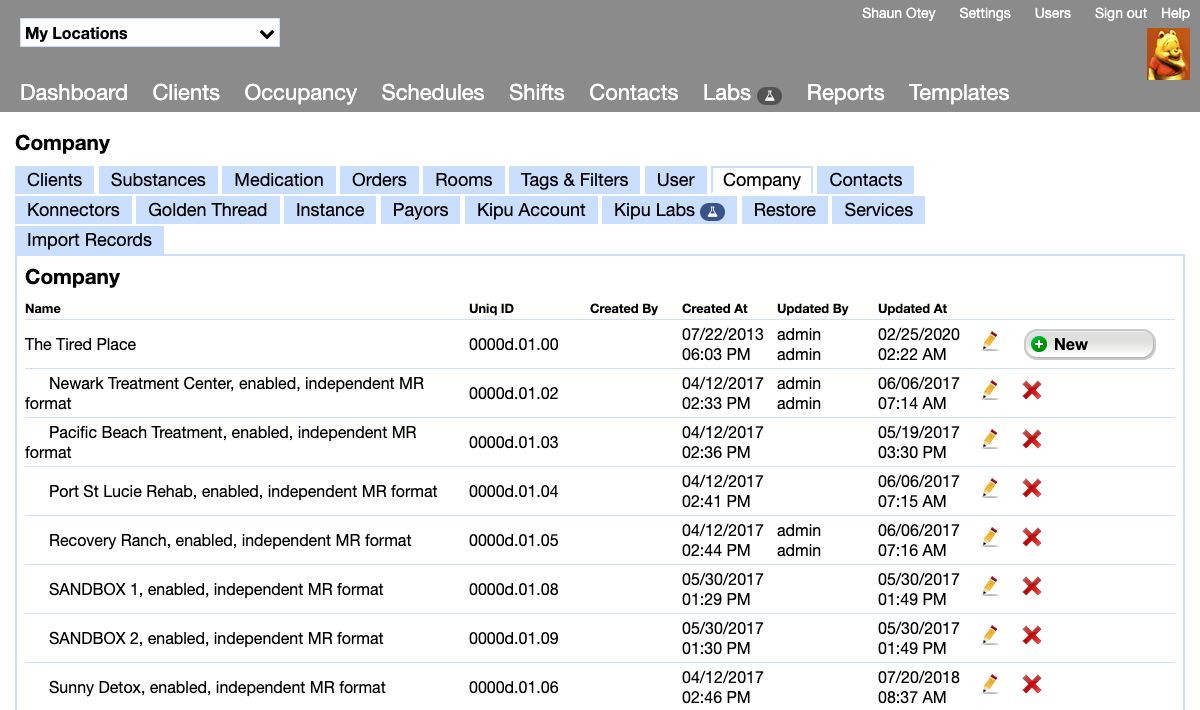 Shaun Otey Settings Users Sign out Help
My Locations
Dashboard Clients Occupancy Schedules Shifts Contacts Labs Reports Templates
Company
Clients Substances Medication Orders Rooms Tags & Filters User Company Contacts
Konnectors Golden Thread Instance Payors Kipu Account Kipu Labs Restore Services
Import Records
Company
Name Uniq ID Created By Created At Updated By Updated At
The Tired Place 0000d.01.00 07/22/2013 06:03 PM admin admin 02/25/2020 02:22 AM New
Newark Treatment Center, enabled, independent MR format 0000d.01.02 04/12/2017 02:33 PM admin admin 06/06/2017 07:14 AM
Pacific Beach Treatment, enabled, independent MR format 0000d.01.03 04/12/2017 02:36 PM 05/19/2017 03:30 PM
Port St Lucie Rehab, enabled, independent MR format 0000d.01.04 04/12/2017 02:41 PM 06/06/2017 07:15 AM
Recovery Ranch, enabled, independent MR format 0000d.01.05 04/12/2017 02:44 PM admin admin 06/06/2017 07:16 AM
SANDBOX 1, enabled, independent MR format 0000d.01.08 05/30/2017 01:29 PM 05/30/2017 01:49 PM
SANDBOX 2, enabled, independent MR format 0000d.01.09 05/30/2017 01:30 PM 05/30/2017 01:49 PM
Sunny Detox, enabled, independent MR format 0000d.01.06 04/12/2017 02:46 PM 07/20/2018 08:37 AM